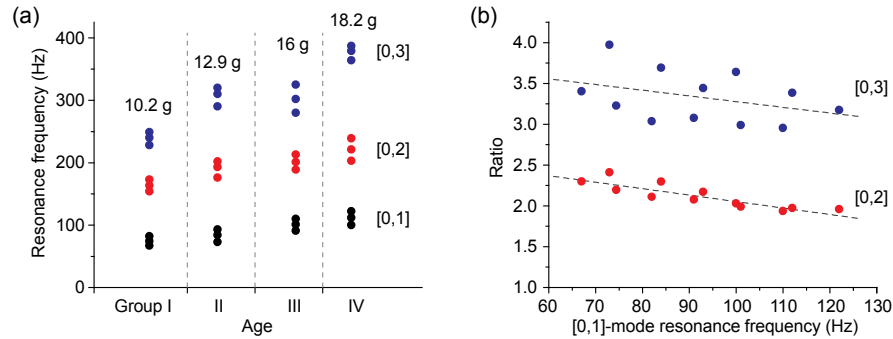 (a)
Resonance frequency (Hz)
400
300
200
100
0
10.2 g
12.9 g
16 g
18.2 g
[0,3]
[0,2]
[0,1]
Group I
II
III
IV
Age
(b)
Ratio
4.0
3.5
3.0
2.5
2.0
1.5
1.0
[0,3]
[0,2]
60
70
80
90
100
110
120
130
[0,1]-mode resonance frequency (Hz)